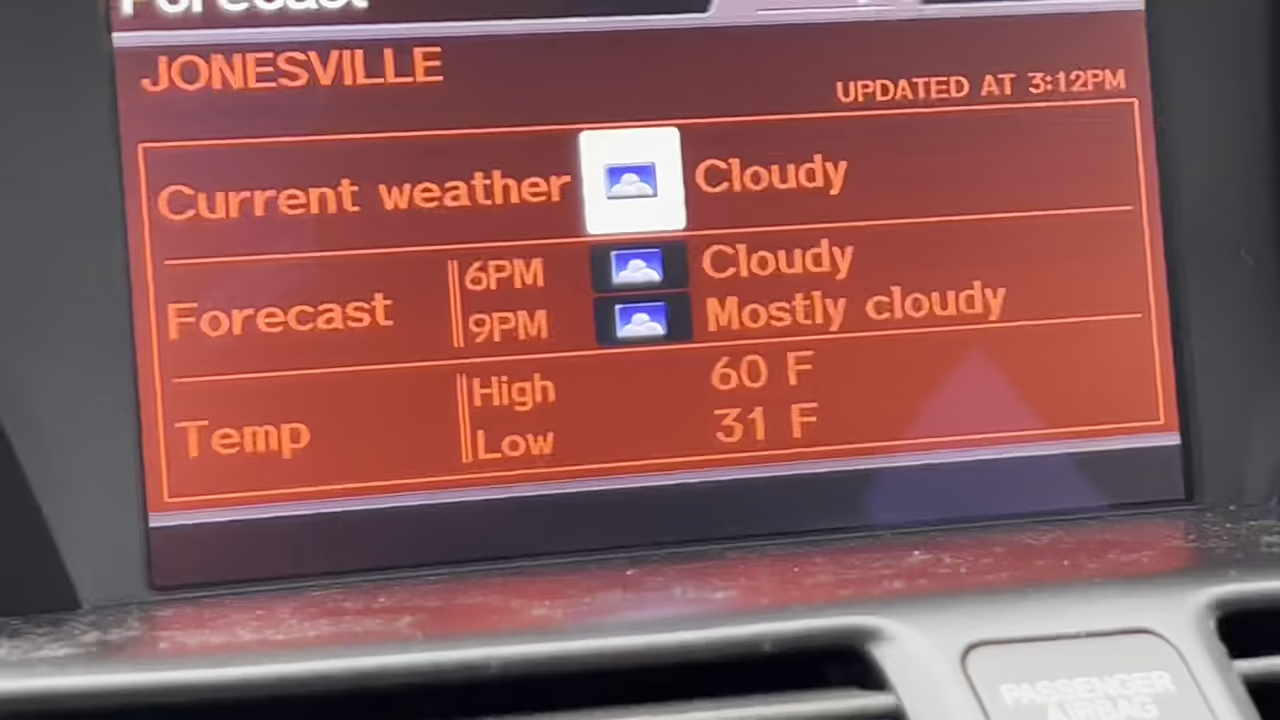 Forecast
JONESVILLE
UPDATED AT 3:12PM
Current weather Cloudy
Forecast
6PM Cloudy
9PM Mostly cloudy
Temp
High 60 F
Low 31 F
PASSENGER
AIRBAG